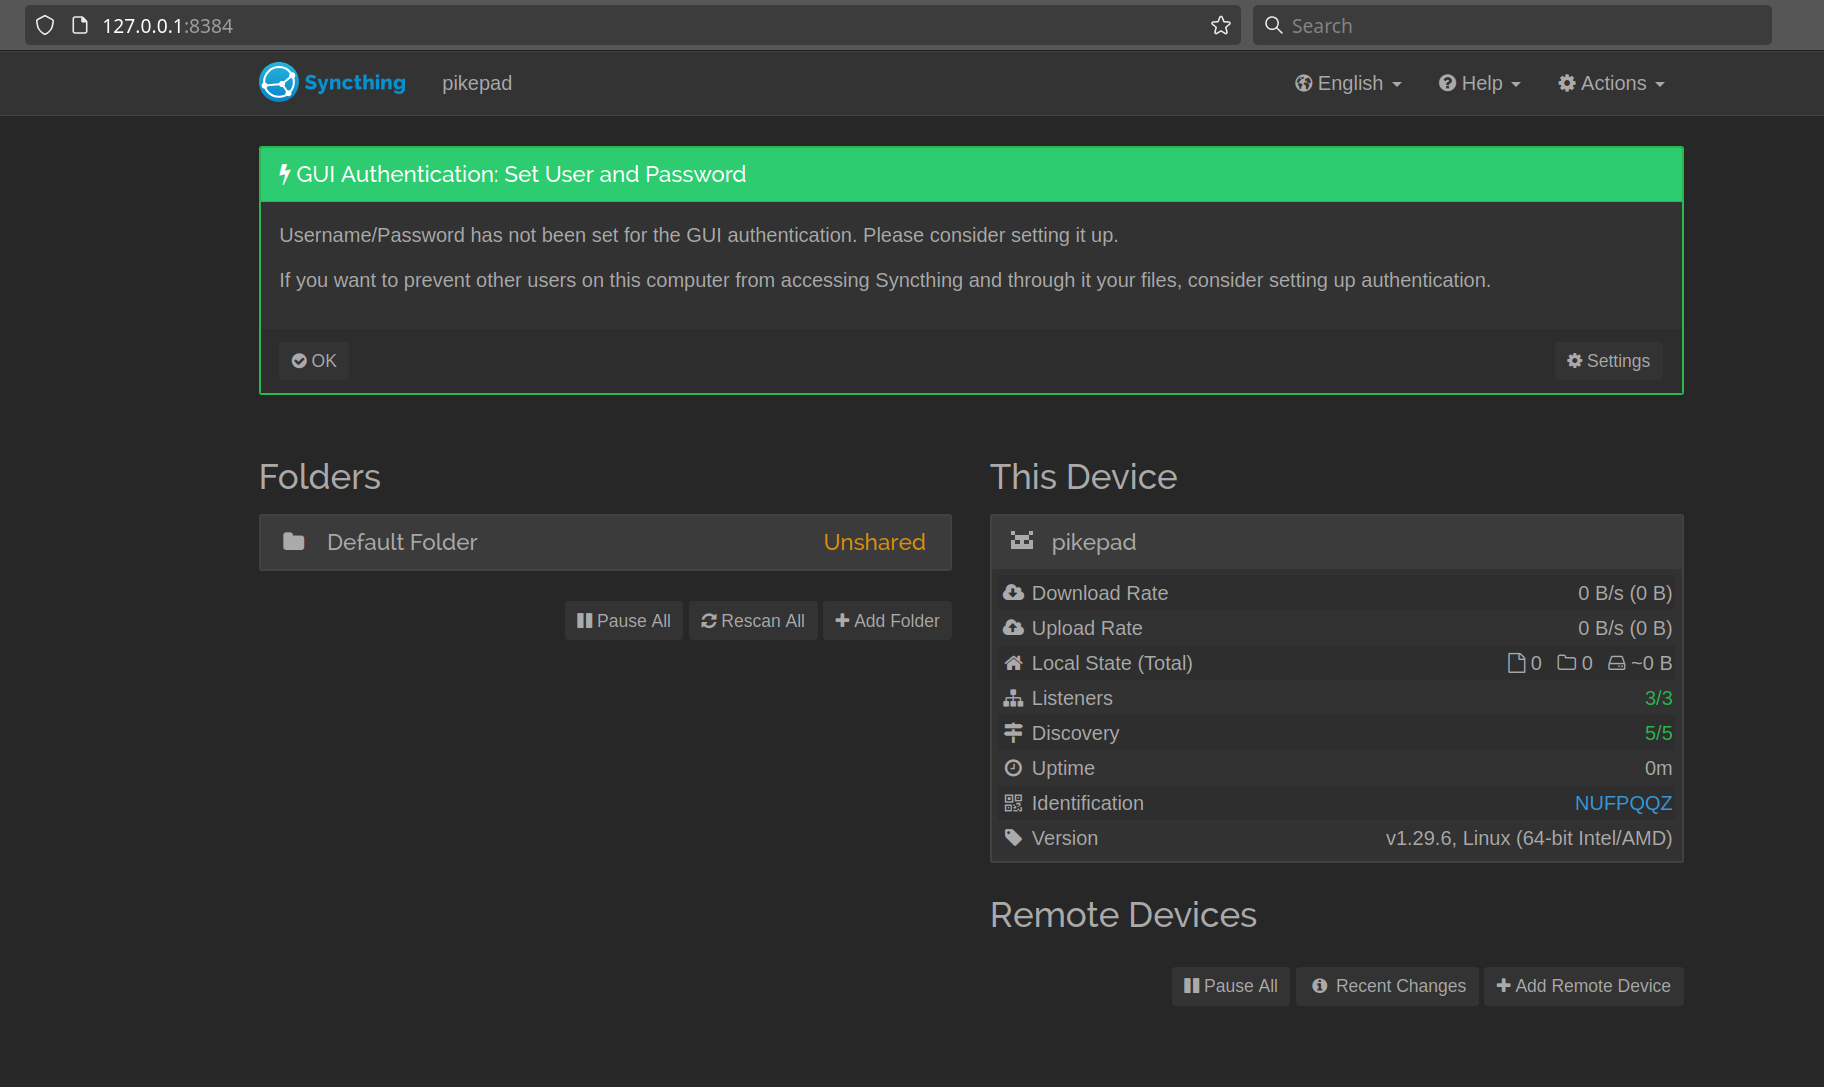 127.0.0.1:8384
Search
Syncthing
pikepad
English
Help
Actions
GUI Authentication: Set User and Password
Username/Password has not been set for the GUI authentication. Please consider setting it up.
If you want to prevent other users on this computer from accessing Syncthing and through it your files, consider setting up authentication.
OK
Settings
Folders
Default Folder
Unshared
Pause All
Rescan All
Add Folder
This Device
pikepad
Download Rate
0 B/s (0 B)
Upload Rate
0 B/s (0 B)
Local State (Total)
0 0 ~0 B
Listeners
3/3
Discovery
5/5
Uptime
0m
Identification
NUFPQQZ
Version
v1.29.6, Linux (64-bit Intel/AMD)
Remote Devices
Pause All
Recent Changes
Add Remote Device